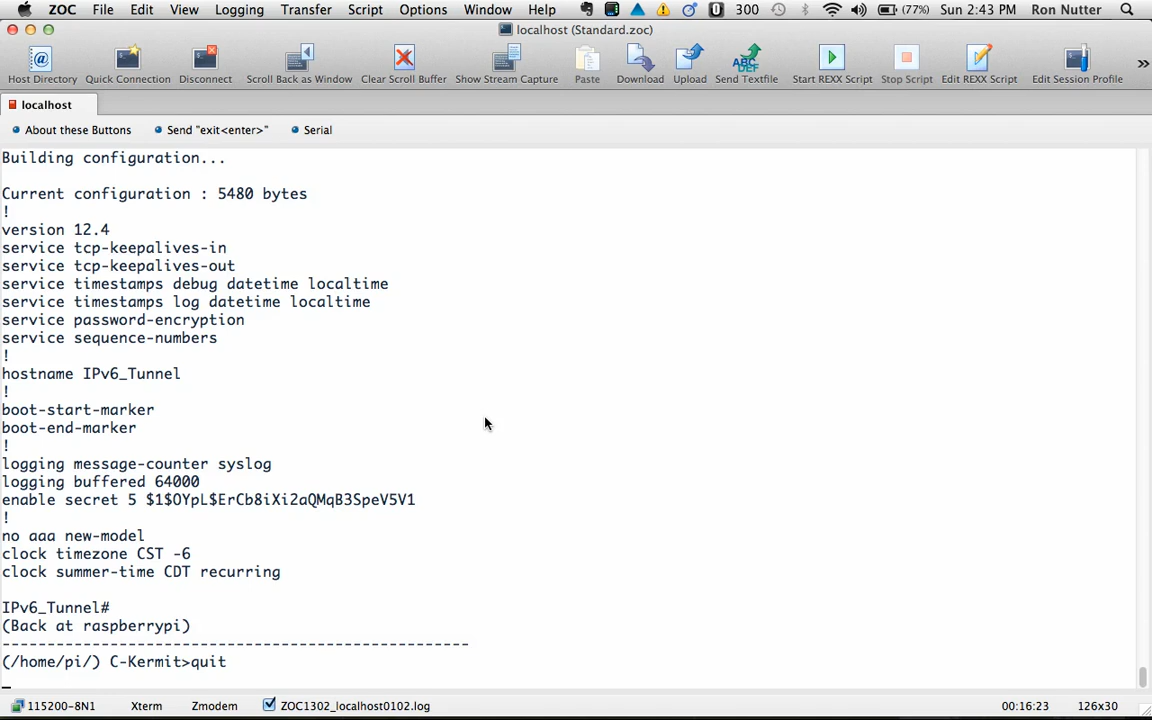 ZOC File Edit View Logging Transfer Script Options Window Help 300 (77%) Sun 2:43 PM Ron Nutter
localhost (Standard.zoc)
Host Directory Quick Connection Disconnect Scroll Back as Window Clear Scroll Buffer Show Stream Capture Paste Download Upload Send Textfile Start REXX Script Stop Script Edit REXX Script Edit Session Profile
localhost
About these Buttons Send "exit<enter>" Serial
Building configuration...
Current configuration : 5480 bytes
!
version 12.4
service tcp-keepalives-in
service tcp-keepalives-out
service timestamps debug datetime localtime
service timestamps log datetime localtime
service password-encryption
service sequence-numbers
!
hostname IPv6_Tunnel
!
boot-start-marker
boot-end-marker
!
logging message-counter syslog
logging buffered 64000
enable secret 5 $1$OYpL$ErCb8iXi2aQMqB3SpeV5V1
!
no aaa new-model
clock timezone CST -6
clock summer-time CDT recurring
IPv6_Tunnel#
(Back at raspberrypi)
----------------------------------------------------
(/home/pi/) C-Kermit>quit
115200-8N1 Xterm Zmodem ZOC1302_localhost0102.log 00:16:23 126x30